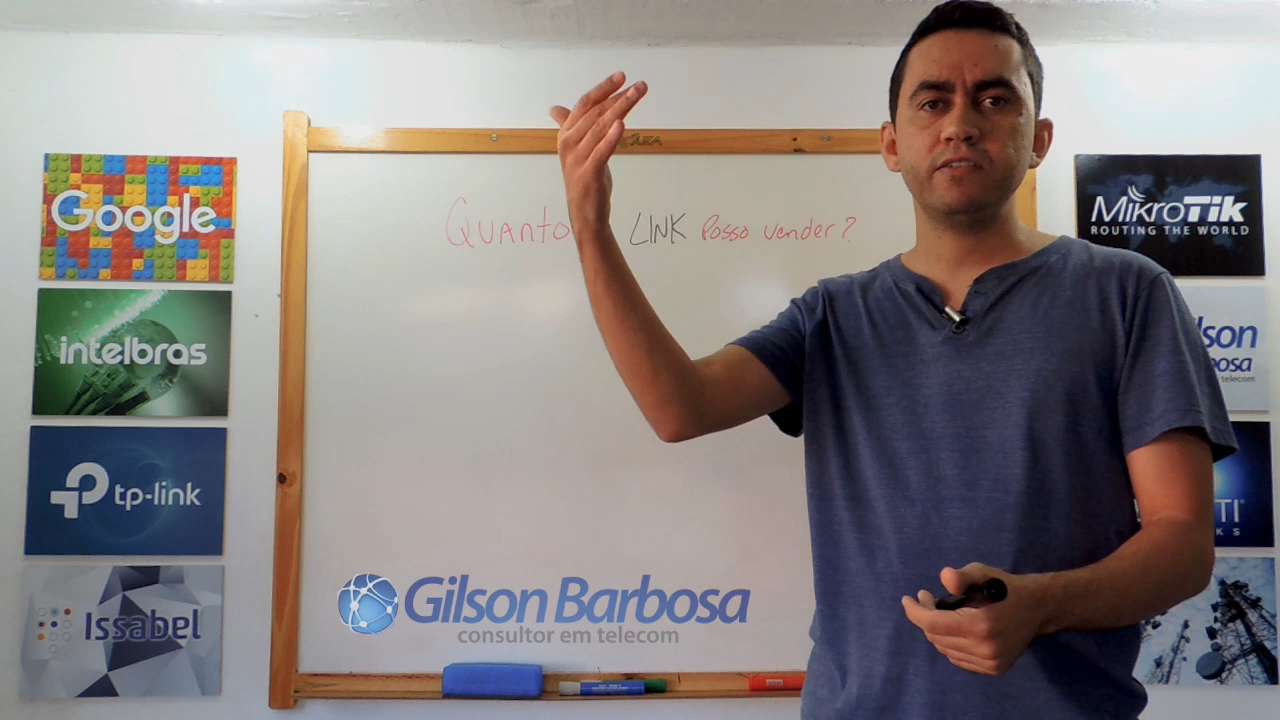 Google
intelbras
tp-link
Issabel
Quanto LINK Posso vender?
Gilson Barbosa
consultor em telecom
MikroTik
ROUTING THE WORLD